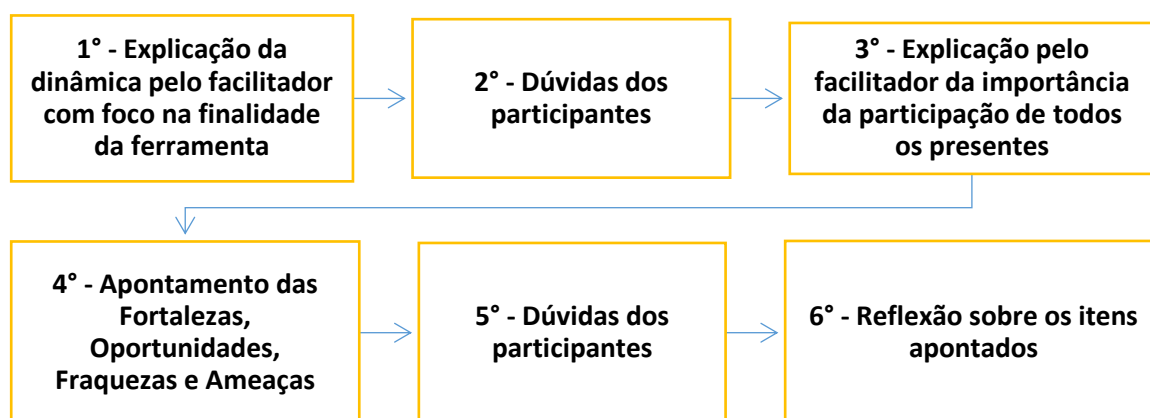 1° - Explicação da
dinâmica pelo facilitador
com foco na finalidade
da ferramenta
2° - Dúvidas dos
participantes
3° - Explicação pelo
facilitador da importância
da participação de todos
os presentes
4° - Apontamento das
Fortalezas,
Oportunidades,
Fraquezas e Ameaças
5° - Dúvidas dos
participantes
6° - Reflexão sobre os itens
apontados